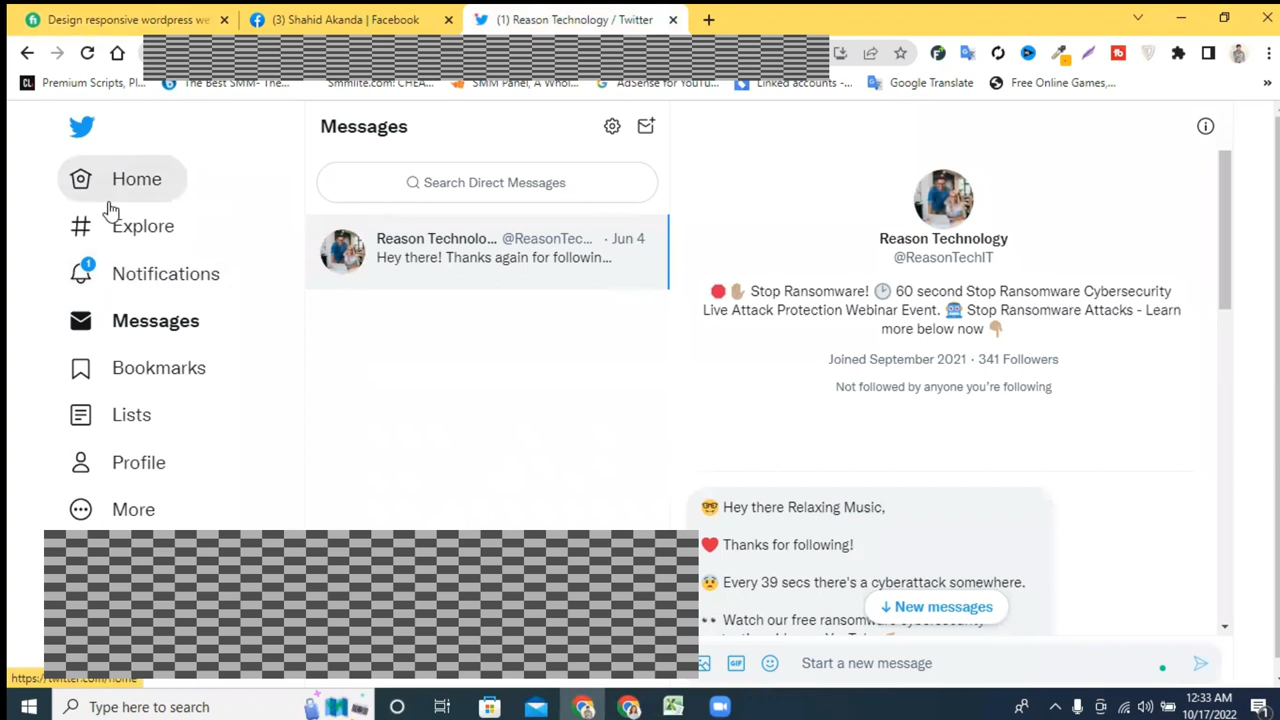 Design responsive wordpress we
(3) Shahid Akanda | Facebook
(1) Reason Technology / Twitter
Premium Scripts, Pl...
The Best SMM- The...
Smmlite.com: CHEA...
SMM Panel, A Whol...
AdSense for YouTu...
Linked accounts -...
Google Translate
Free Online Games,...
»
Home
Explore
1
Notifications
Messages
Bookmarks
Lists
Profile
More
Messages
Search Direct Messages
Reason Technolo... @ReasonTec... · Jun 4
Hey there! Thanks again for followin...
Reason Technology
@ReasonTechIT
Stop Ransomware! 60 second Stop Ransomware Cybersecurity
Live Attack Protection Webinar Event. Stop Ransomware Attacks - Learn
more below now
Joined September 2021 · 341 Followers
Not followed by anyone you're following
Hey there Relaxing Music,
Thanks for following!
Every 39 secs there's a cyberattack somewhere.
Watch our free ransomware cybersecurity
New messages
GIF
Start a new message
https://twitter.com/home
Type here to search
12:33 AM
10/17/2022